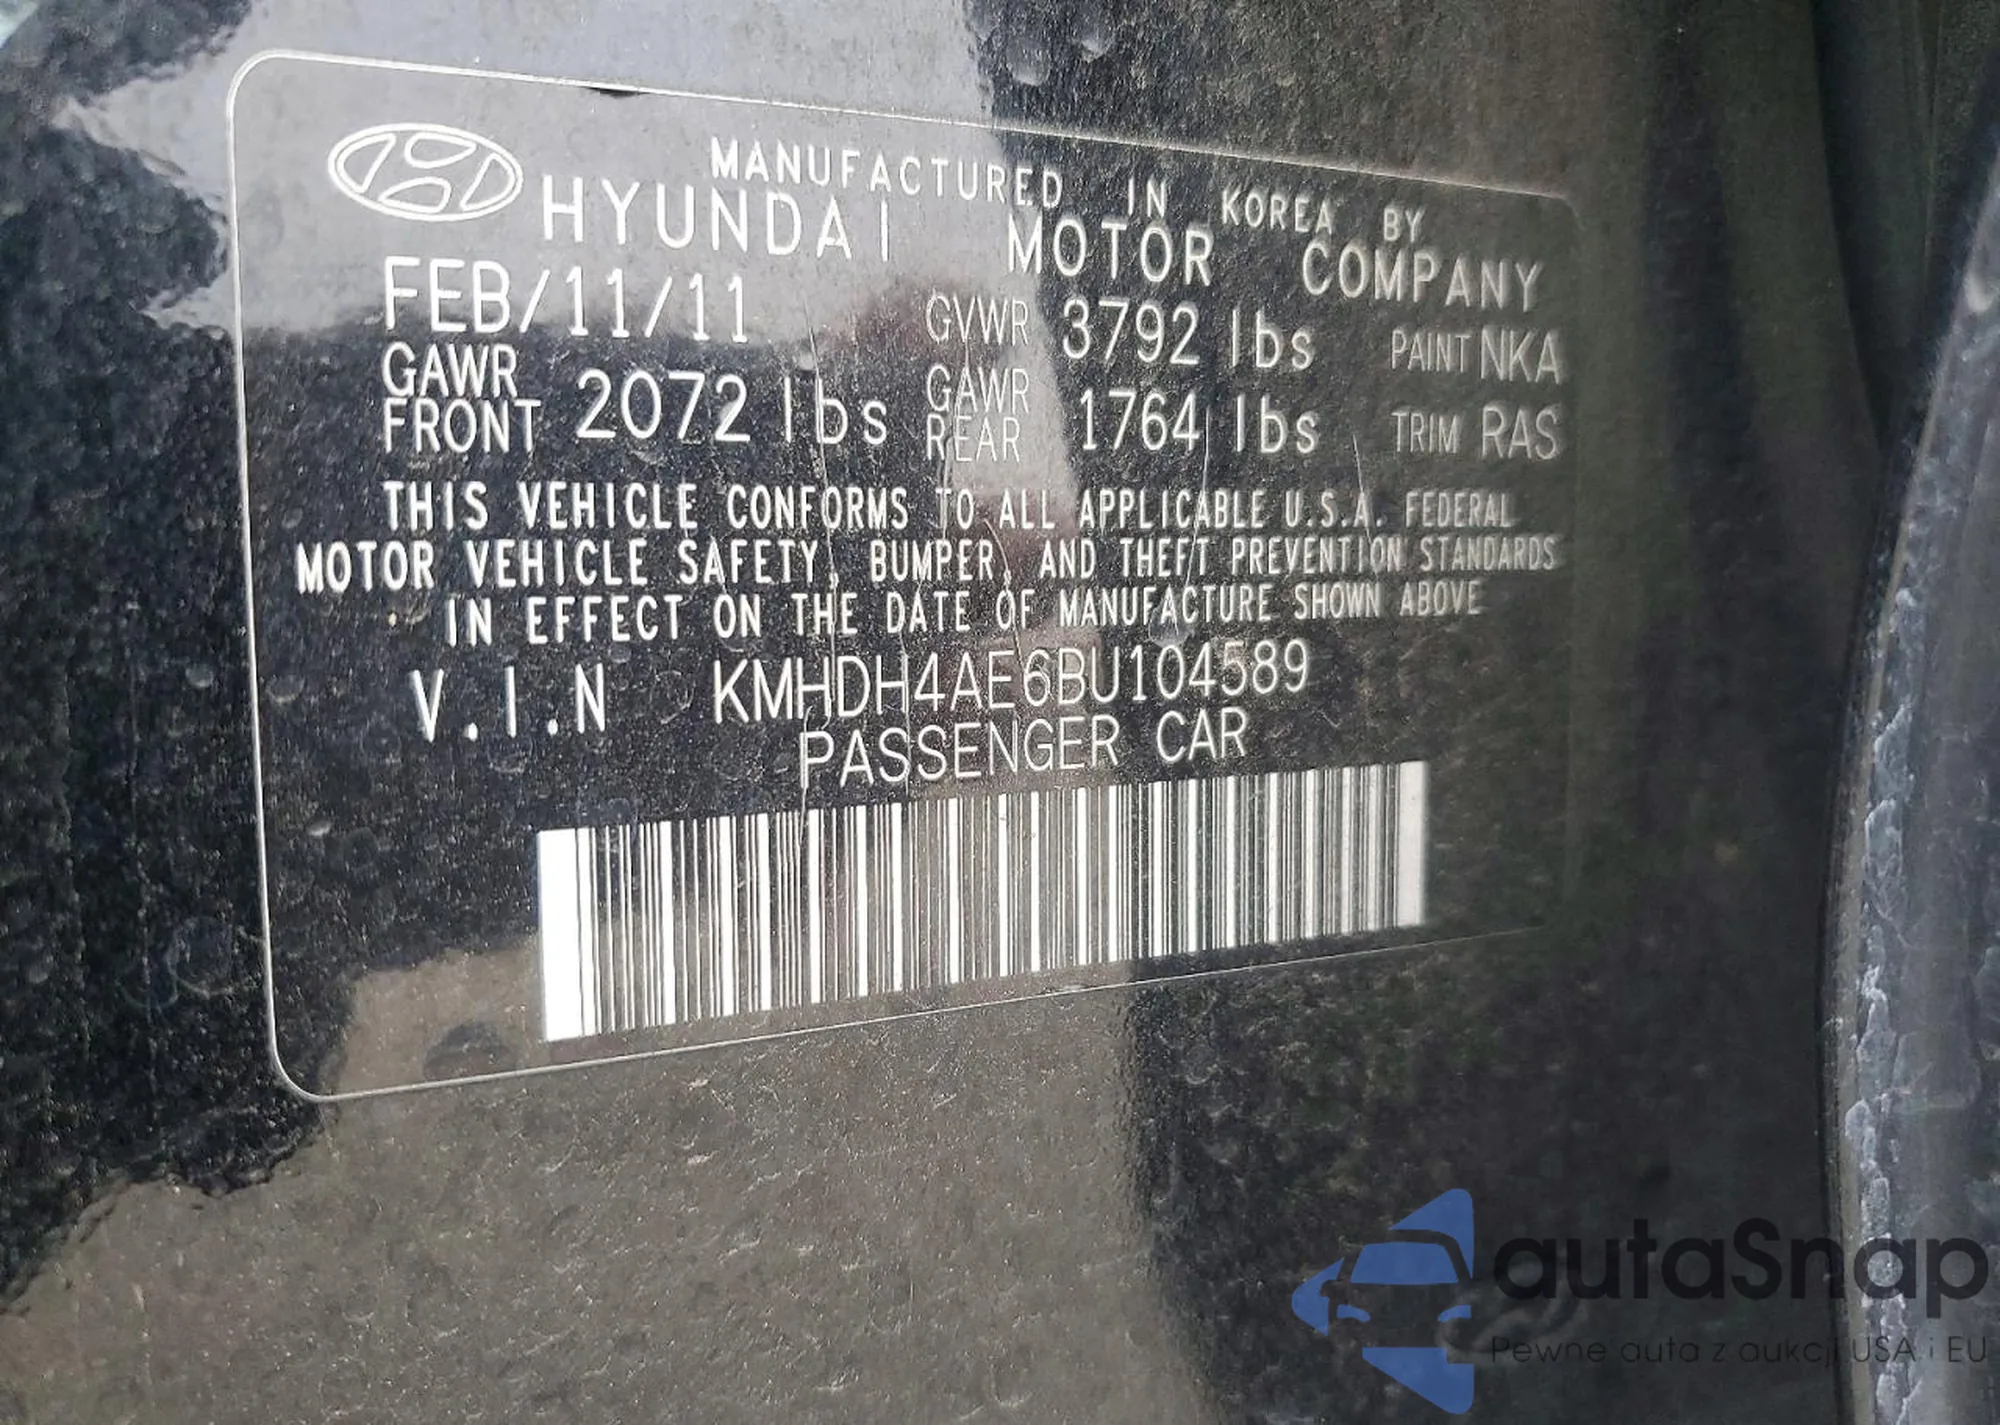 MANUFACTURED IN KOREA BY
HYUNDAI MOTOR COMPANY
FEB/11/11 GVWR 3792 lbs PAINT NKA
GAWR FRONT 2072 lbs GAWR REAR 1764 lbs TRIM RAS
THIS VEHICLE CONFORMS TO ALL APPLICABLE U.S.A. FEDERAL
MOTOR VEHICLE SAFETY, BUMPER, AND THEFT PREVENTION STANDARDS
IN EFFECT ON THE DATE OF MANUFACTURE SHOWN ABOVE
V.I.N KMHDH4AE6BU104589
PASSENGER CAR
autaSnap
Pewne auta z aukcji USA i EU